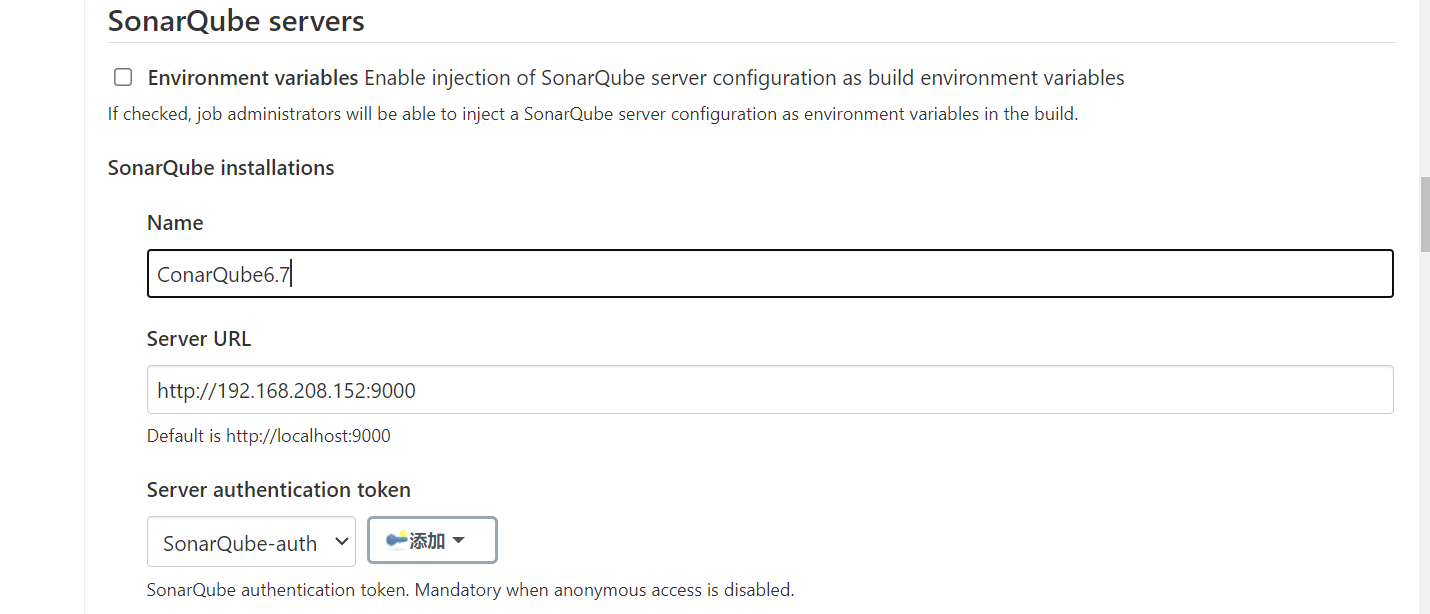 SonarQube servers
Environment variables Enable injection of SonarQube server configuration as build environment variables
If checked, job administrators will be able to inject a SonarQube server configuration as environment variables in the build.
SonarQube installations
Name
ConarQube6.7
Server URL
http://192.168.208.152:9000
Default is http://localhost:9000
Server authentication token
SonarQube-auth 添加
SonarQube authentication token. Mandatory when anonymous access is disabled.